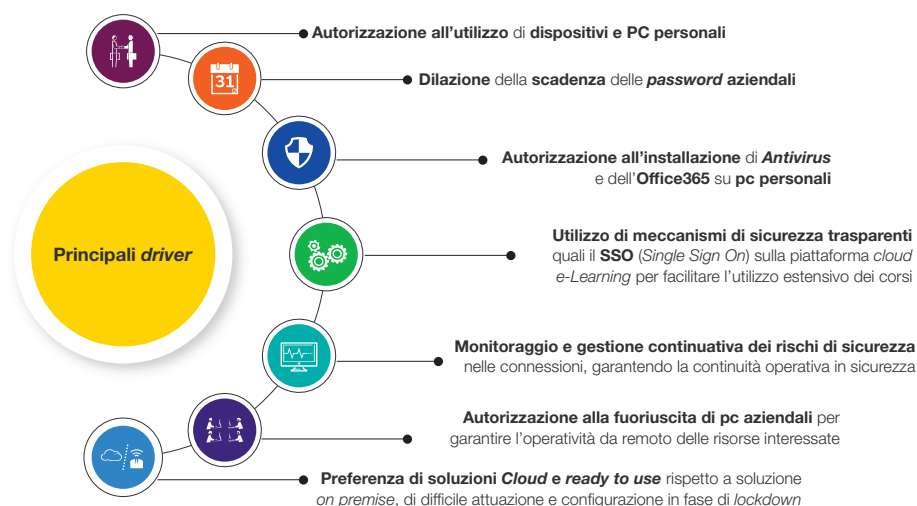 Autorizzazione all'utilizzo di dispositivi e PC personali
31
Dilazione della scadenza delle password aziendali
Autorizzazione all'installazione di Antivirus
e dell'Office365 su pc personali
Principali driver
Utilizzo di meccanismi di sicurezza trasparenti
quali il SSO (Single Sign On) sulla piattaforma cloud
e-Learning per facilitare l'utilizzo estensivo dei corsi
Monitoraggio e gestione continuativa dei rischi di sicurezza
nelle connessioni, garantendo la continuità operativa in sicurezza
Autorizzazione alla fuoriuscita di pc aziendali per
garantire l'operatività da remoto delle risorse interessate
Preferenza di soluzioni Cloud e ready to use rispetto a soluzione
on premise, di difficile attuazione e configurazione in fase di lockdown